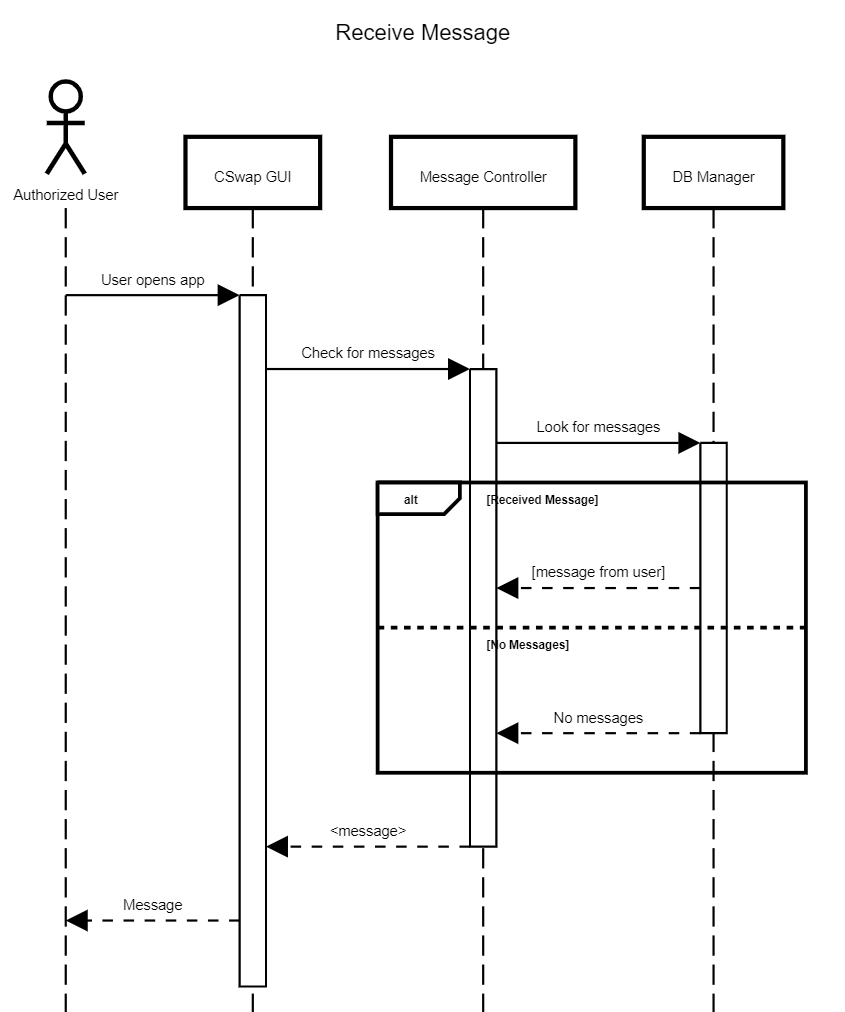 Receive Message
Authorized User
CSwap GUI
Message Controller
DB Manager
User opens app
Check for messages
Look for messages
alt
[Received Message]
[message from user]
[No Messages]
No messages
<message>
Message